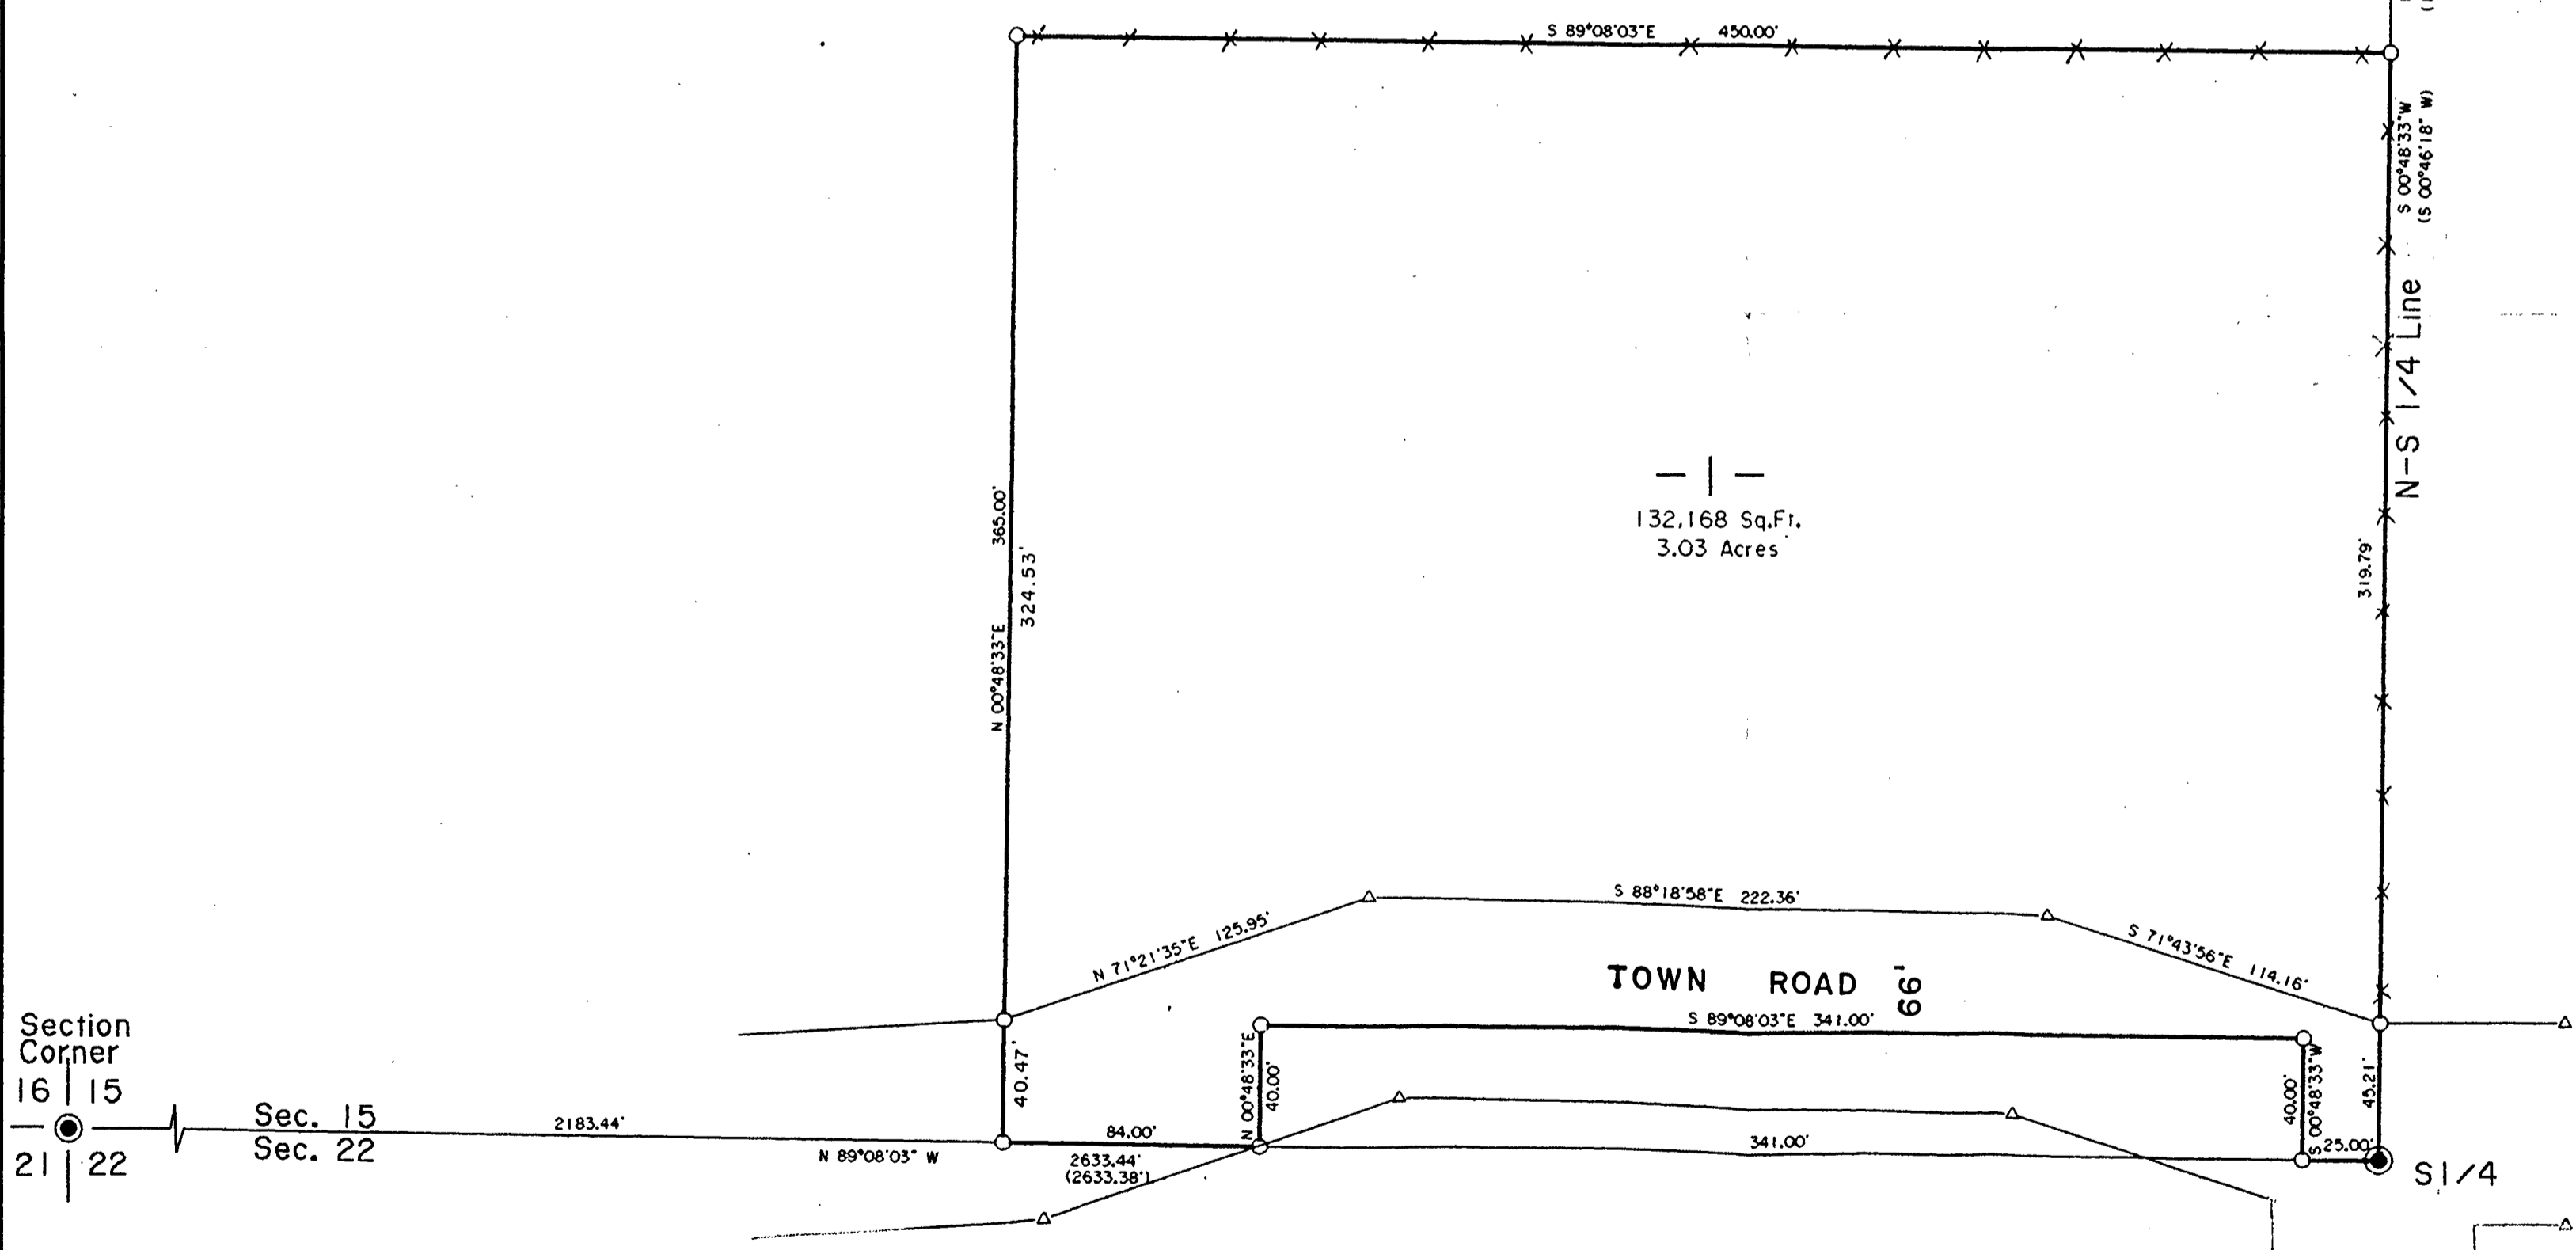 S 89°08'03"E 450.00'
S 00°48'33"W
(S 00°46'18" W)
N-S 1/4 Line
365.00'
N 00°48'33"E
324.53'
132,168 Sq.Ft.
3.03 Acres
319.79'
N 71°21'35"E 125.95'
S 88°18'58"E 222.36'
S 71°43'56"E 114.16'
TOWN ROAD 66'
S 89°08'03"E 341.00'
Section
Corner
16 15
21 22
Sec. 15
Sec. 22
2183.44'
N 89°08'03" W
40.47'
84.00'
2633.44'
(2633.38')
N 00°48'33"E
40.00'
341.00'
40.00'
S 00°48'33"W
25.00'
45.21'
S1/4